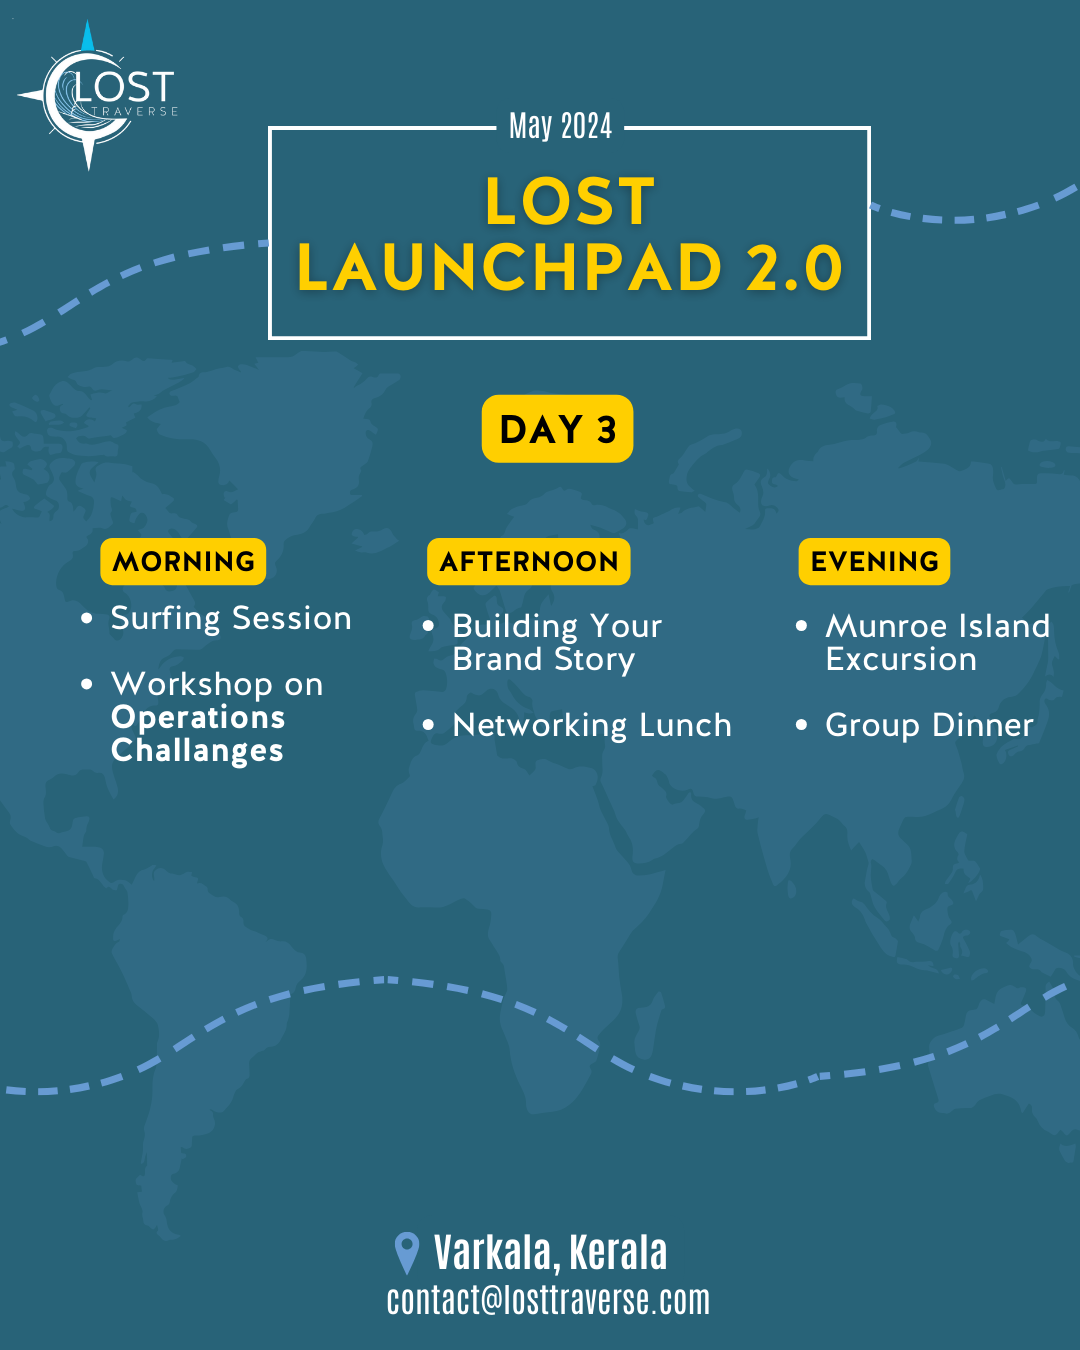 LOST
TRAVERSE
May 2024
LOST
LAUNCHPAD 2.0
DAY 3
MORNING
• Surfing Session
• Workshop on
Operations
Challanges
AFTERNOON
• Building Your
Brand Story
• Networking Lunch
EVENING
• Munroe Island
Excursion
• Group Dinner
Varkala, Kerala
contact@losttraverse.com